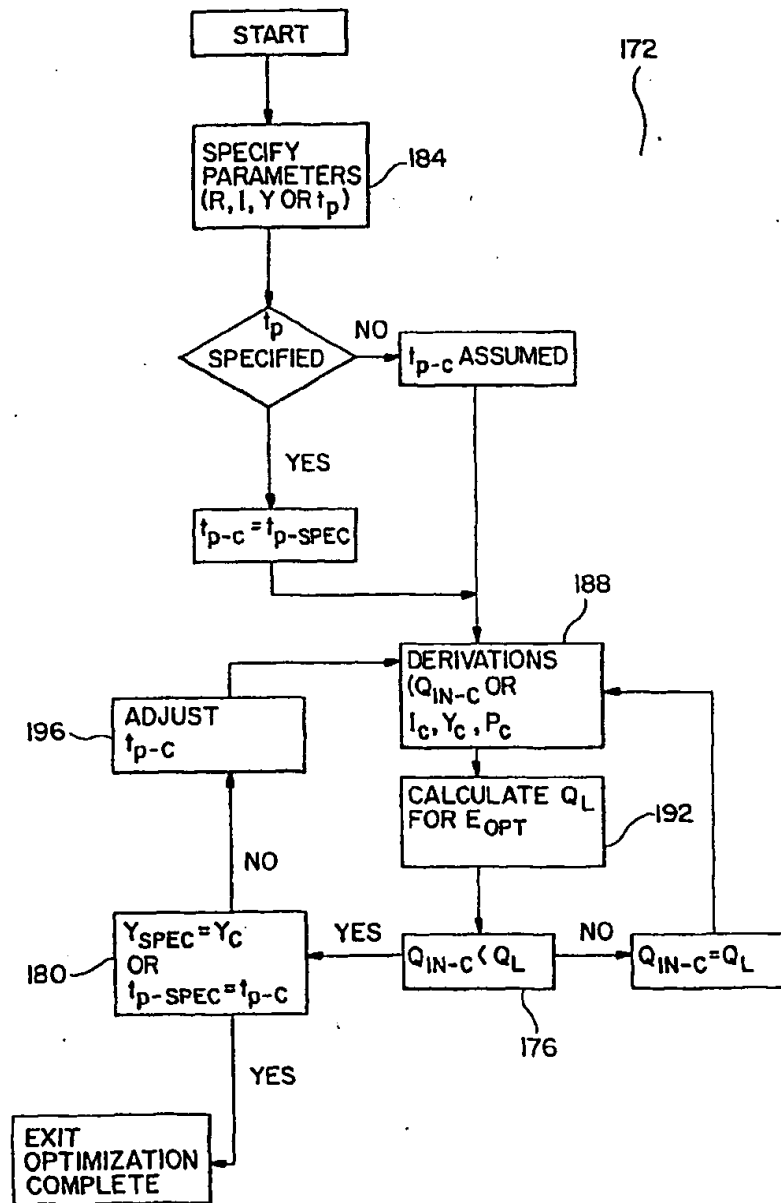 START
172
SPECIFY
PARAMETERS
(R, I, Y OR tp)
184
tp
SPECIFIED
NO
tp-c ASSUMED
YES
tp-c = tp-SPEC
188
DERIVATIONS
(QIN-C OR
IC, YC, PC
ADJUST
tp-C
196
CALCULATE QL
FOR EOPT
192
NO
YSPEC = YC
OR
tp-SPEC = tp-C
180
YES
QIN-C < QL
NO
QIN-C = QL
176
YES
EXIT
OPTIMIZATION
COMPLETE